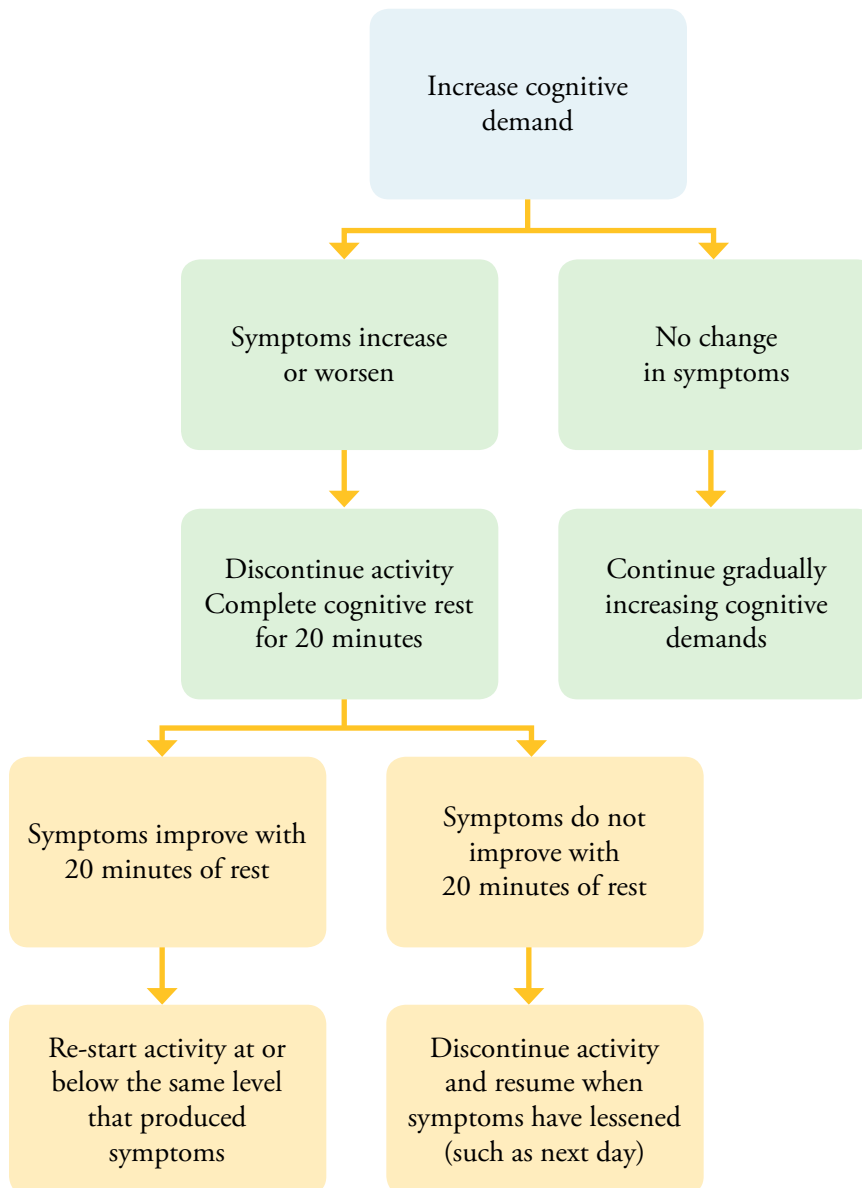 Increase cognitive
demand
Symptoms increase
or worsen
No change
in symptoms
Discontinue activity
Complete cognitive rest
for 20 minutes
Continue gradually
increasing cognitive
demands
Symptoms improve with
20 minutes of rest
Symptoms do not
improve with
20 minutes of rest
Re-start activity at or
below the same level
that produced
symptoms
Discontinue activity
and resume when
symptoms have lessened
(such as next day)